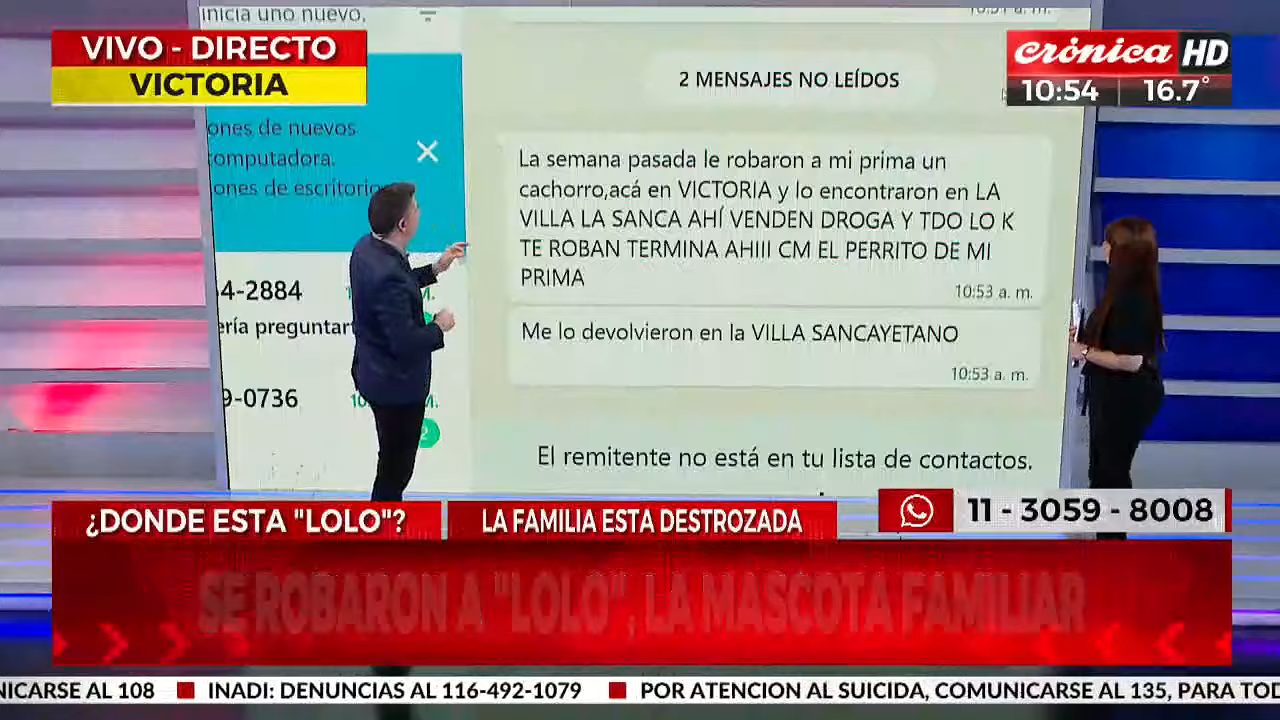 inicia uno nuevo.
VIVO - DIRECTO
VICTORIA
crónica HD
10:54 16.7°
2 MENSAJES NO LEÍDOS
ones de nuevos
omputadora.
ones de escritorio
La semana pasada le robaron a mi prima un
cachorro,acá en VICTORIA y lo encontraron en LA
VILLA LA SANCA AHÍ VENDEN DROGA Y TDO LO K
TE ROBAN TERMINA AHIII CM EL PERRITO DE MI
PRIMA
10:53 a. m.
4-2884
ería preguntar
Me lo devolvieron en la VILLA SANCAYETANO
10:53 a. m.
9-0736
2
El remitente no está en tu lista de contactos.
11 - 3059 - 8008
¿DONDE ESTA "LOLO"?
LA FAMILIA ESTA DESTROZADA
SE ROBARON A "LOLO", LA MASCOTA FAMILIAR
NICARSE AL 108 INADI: DENUNCIAS AL 116-492-1079 POR ATENCION AL SUICIDA, COMUNICARSE AL 135, PARA TOD